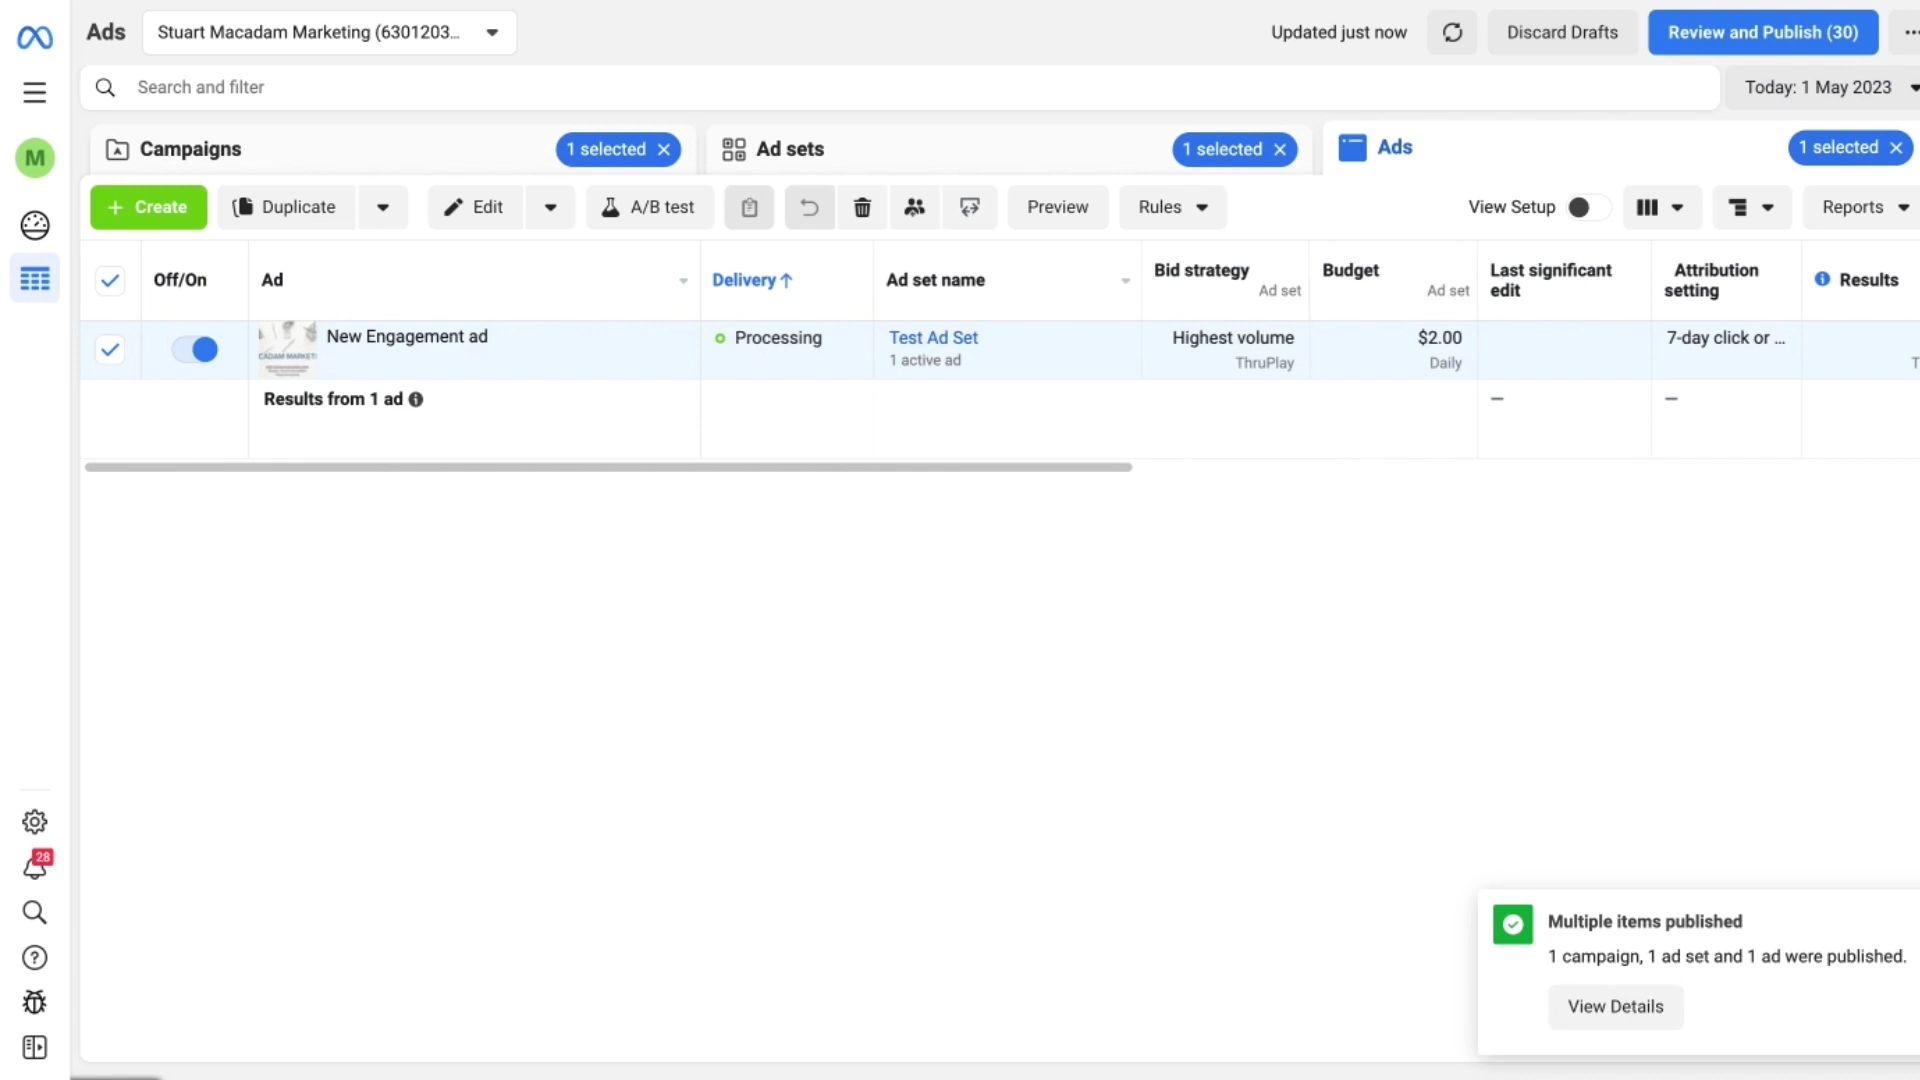 Ads
Stuart Macadam Marketing (6301203...
Updated just now
Discard Drafts
Review and Publish (30)
Search and filter
Today: 1 May 2023
M
Campaigns
1 selected
Ad sets
1 selected
Ads
1 selected
+ Create
Duplicate
Edit
A/B test
Preview
Rules
View Setup
Reports
Off/On
Ad
Delivery ↑
Ad set name
Bid strategy
Ad set
Budget
Ad set
Last significant
edit
Attribution
setting
Results
CADAM MARKETI
New Engagement ad
Processing
Test Ad Set
1 active ad
Highest volume
ThruPlay
$2.00
Daily
7-day click or ...
T
Results from 1 ad
—
—
28
Multiple items published
1 campaign, 1 ad set and 1 ad were published.
View Details